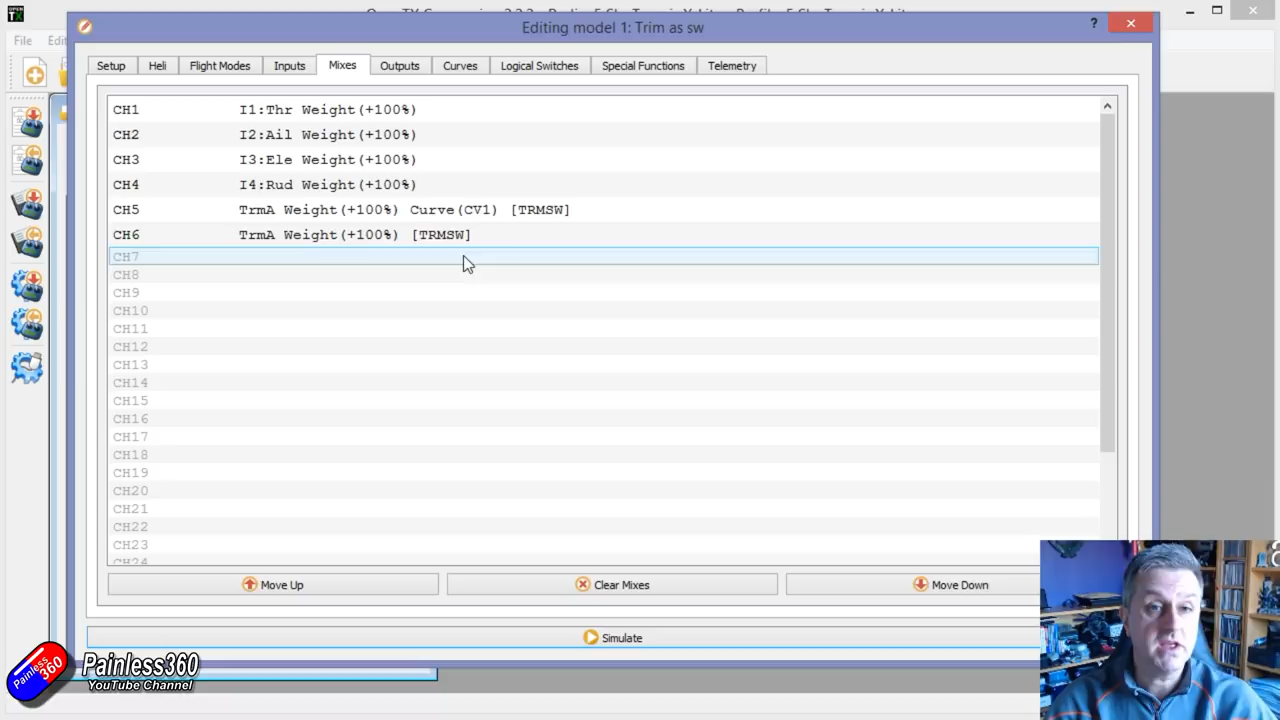 OPEN
TX
Editing model 1: Trim as sw
?
File
Setup
Heli
Flight Modes
Inputs
Mixes
Outputs
Curves
Logical Switches
Special Functions
Telemetry
CH1 I1:Thr Weight(+100%)
CH2 I2:Ail Weight(+100%)
CH3 I3:Ele Weight(+100%)
CH4 I4:Rud Weight(+100%)
CH5 TrmA Weight(+100%) Curve(CV1) [TRMSW]
CH6 TrmA Weight(+100%) [TRMSW]
CH7
CH8
CH9
CH10
CH11
CH12
CH13
CH14
CH15
CH16
CH17
CH18
CH19
CH20
CH21
CH22
CH23
CH24
Move Up
Clear Mixes
Move Down
Simulate
Painless360
Painless360
YouTube Channel